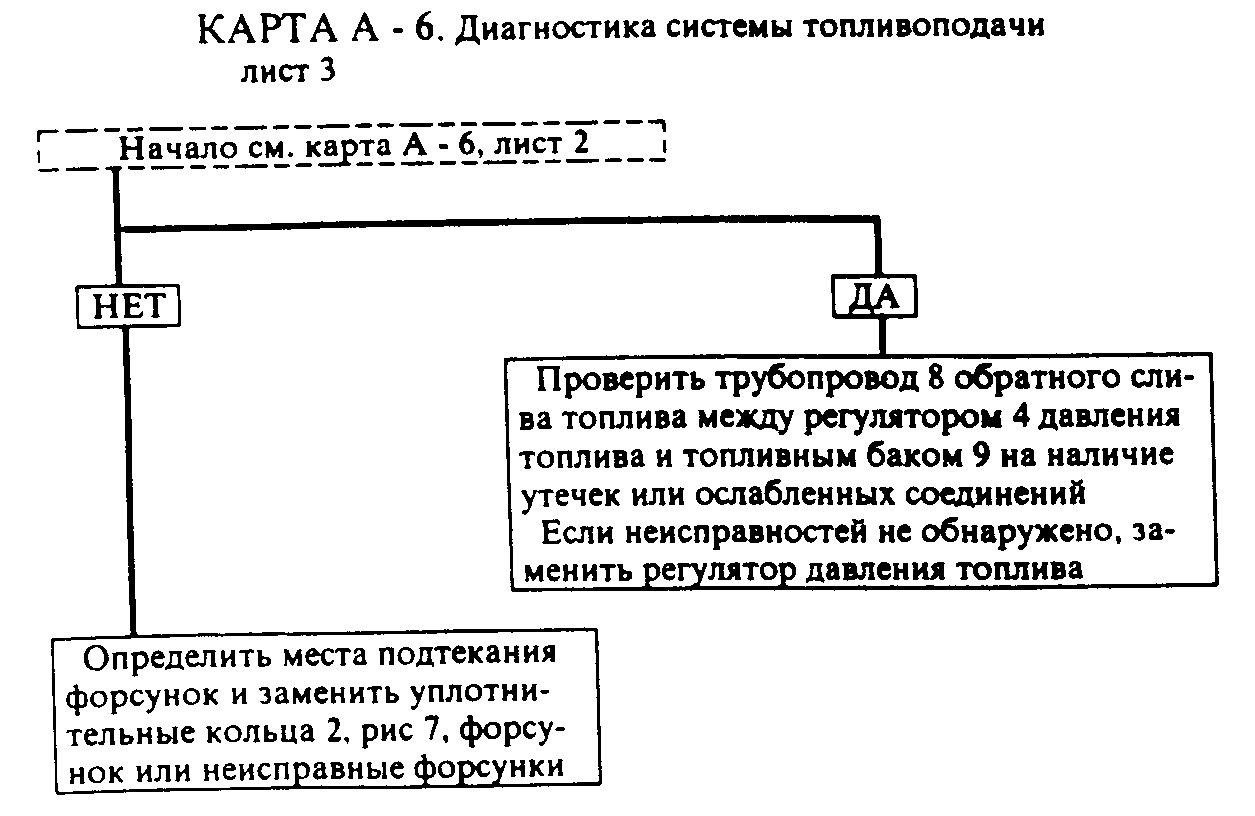 КАРТА А - 6. Диагностика системы топливоподачи
лист 3
Начало см. карта А - 6, лист 2
НЕТ
ДА
Проверить трубопровод 8 обратного сли-
ва топлива между регулятором 4 давления
топлива и топливным баком 9 на наличие
утечек или ослабленных соединений
Если неисправностей не обнаружено, за-
менить регулятор давления топлива
Определить места подтекания
форсунок и заменить уплотни-
тельные кольца 2, рис 7, форсу-
нок или неисправные форсунки